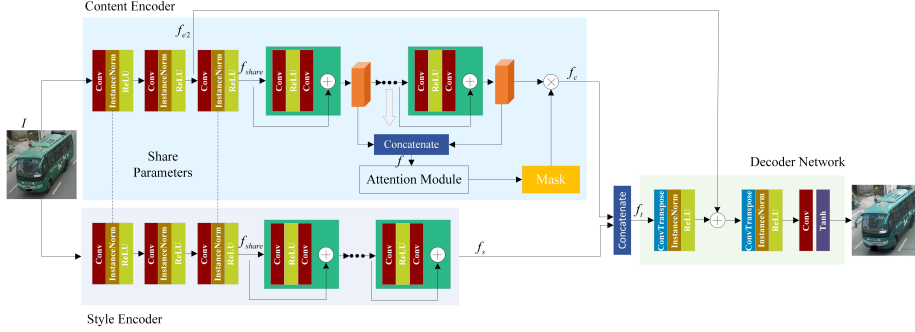 Content Encoder
f_{e2}
Conv
InstanceNorm
ReLU
Conv
InstanceNorm
ReLU
Conv
InstanceNorm
ReLU
f_{share}
Conv
ReLU
Conv
Conv
ReLU
Conv
f_c
I
Concatenate
f
Attention Module
Mask
Share
Parameters
Decoder Network
Concatenate
f_i
ConvTranspose
InstanceNorm
ReLU
ConvTranspose
InstanceNorm
ReLU
Conv
Tanh
Conv
InstanceNorm
ReLU
Conv
InstanceNorm
ReLU
Conv
InstanceNorm
ReLU
f_{share}
Conv
ReLU
Conv
Conv
ReLU
Conv
f_s
Style Encoder